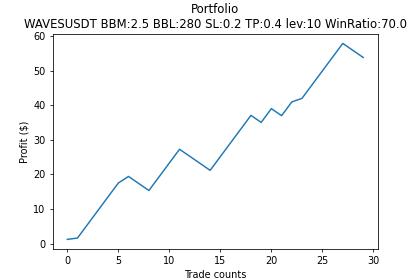 Portfolio
WAVESUSDT BBM:2.5 BBL:280 SL:0.2 TP:0.4 lev:10 WinRatio:70.0
60
50
40
30
20
10
0
Profit ($)
0 5 10 15 20 25 30
Trade counts